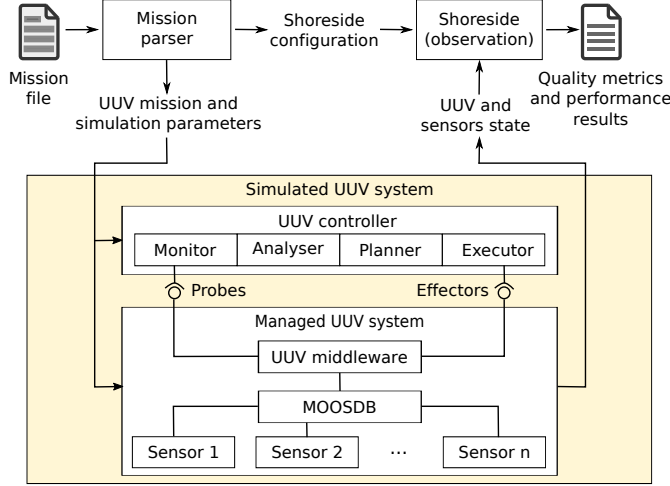 Mission
file
Mission
parser
Shoreside
configuration
Shoreside
(observation)
Quality metrics
and performance
results
UUV mission and
simulation parameters
UUV and
sensors state
Simulated UUV system
UUV controller
Monitor
Analyser
Planner
Executor
Probes
Effectors
Managed UUV system
UUV middleware
MOOSDB
Sensor 1
Sensor 2
...
Sensor n